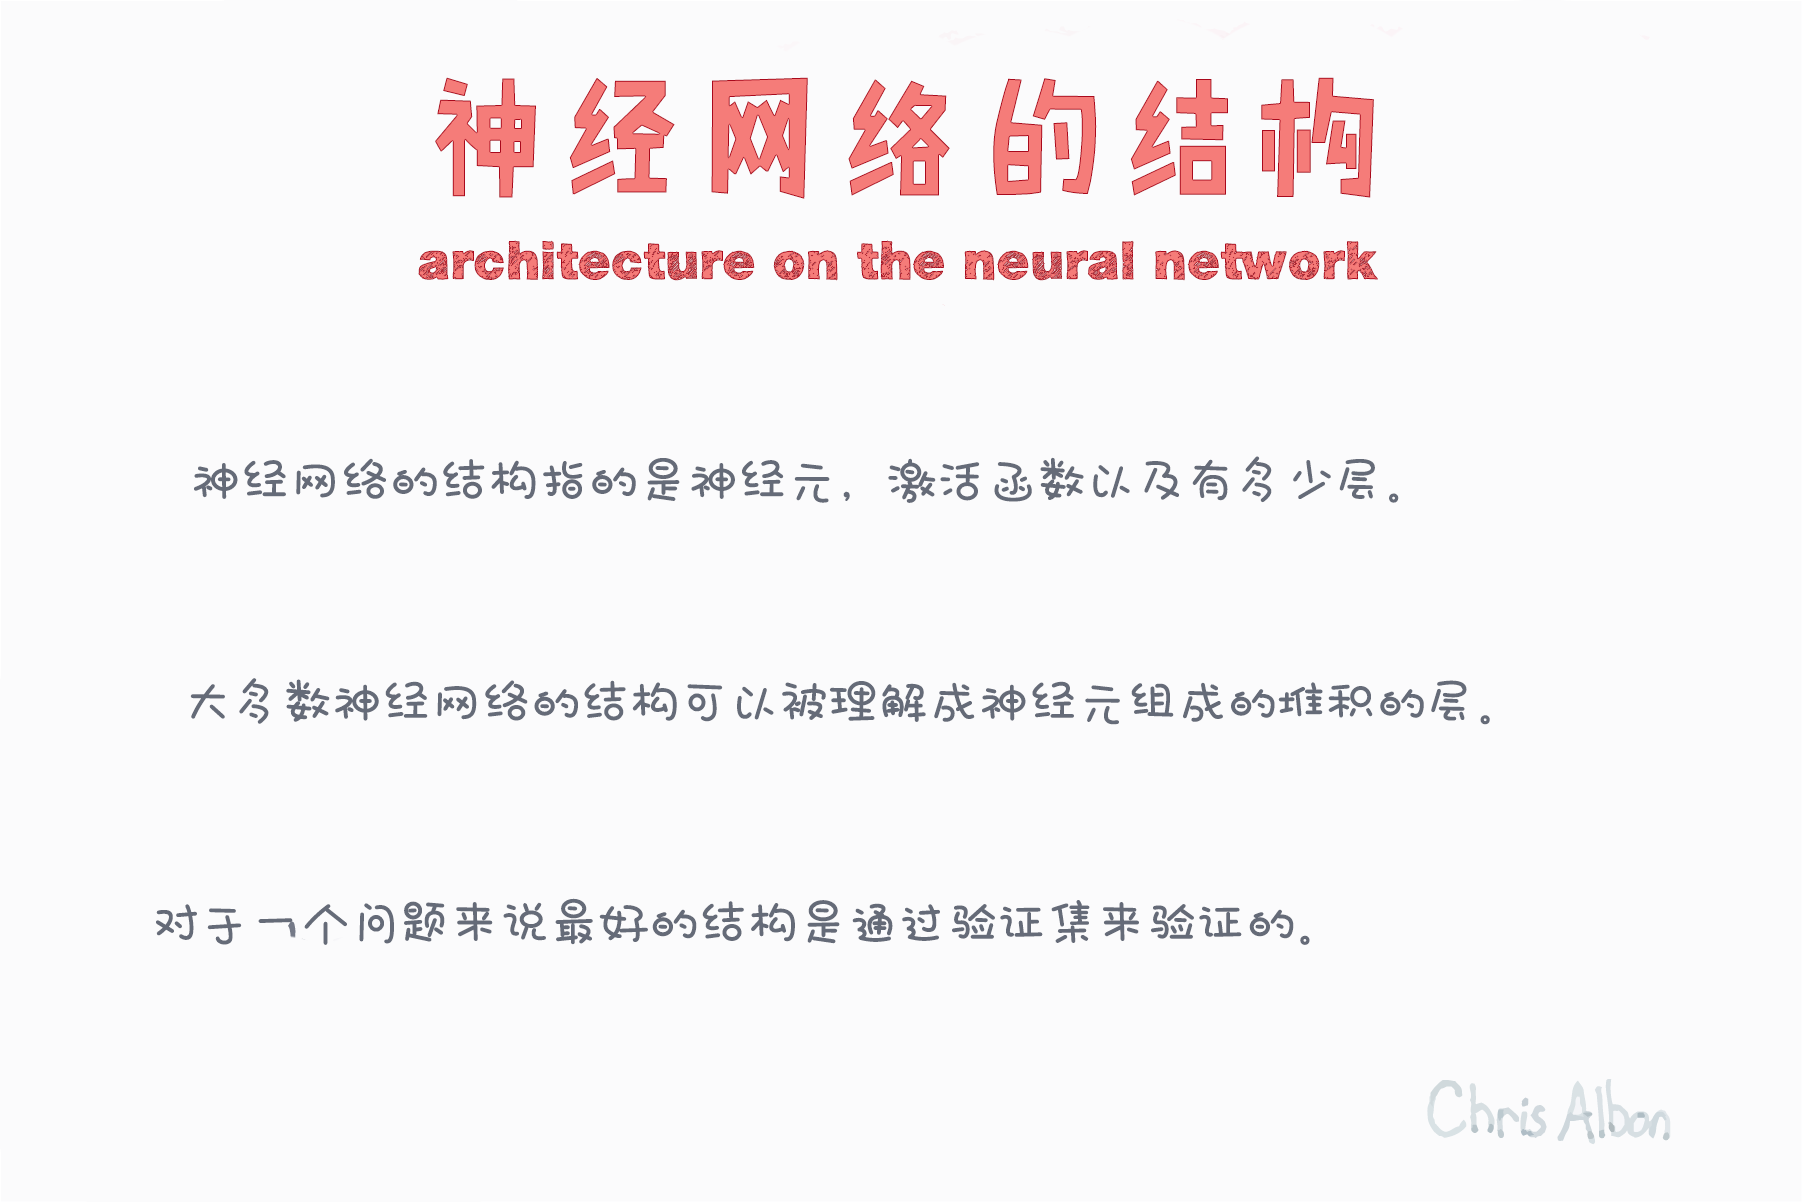 神经网络的结构
architecture on the neural network
神经网络的结构指的是神经元，激活函数以及有多少层。
大多数神经网络的结构可以被理解成神经元组成的堆积的层。
对于一个问题来说最好的结构是通过验证集来验证的。
Chris Albon